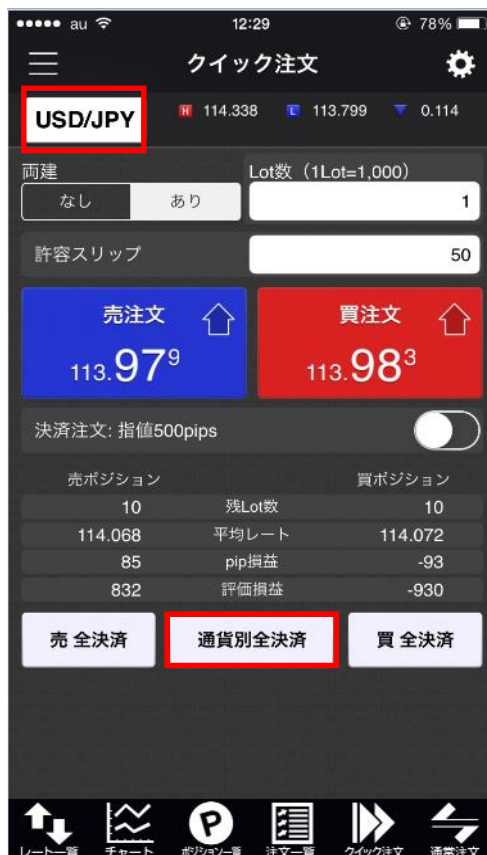 au 12:29 78%
クイック注文
USD/JPY H 114.338 L 113.799 0.114
両建 Lot数（1Lot=1,000）
なし あり 1
許容スリップ 50
売注文 買注文
113.979 113.983
決済注文: 指値500pips
売ポジション 買ポジション
10 残Lot数 10
114.068 平均レート 114.072
85 pip損益 -93
832 評価損益 -930
売 全決済 通貨別全決済 買 全決済
P
レート一覧 チャート ポジション一覧 注文一覧 クイック注文 通常注文